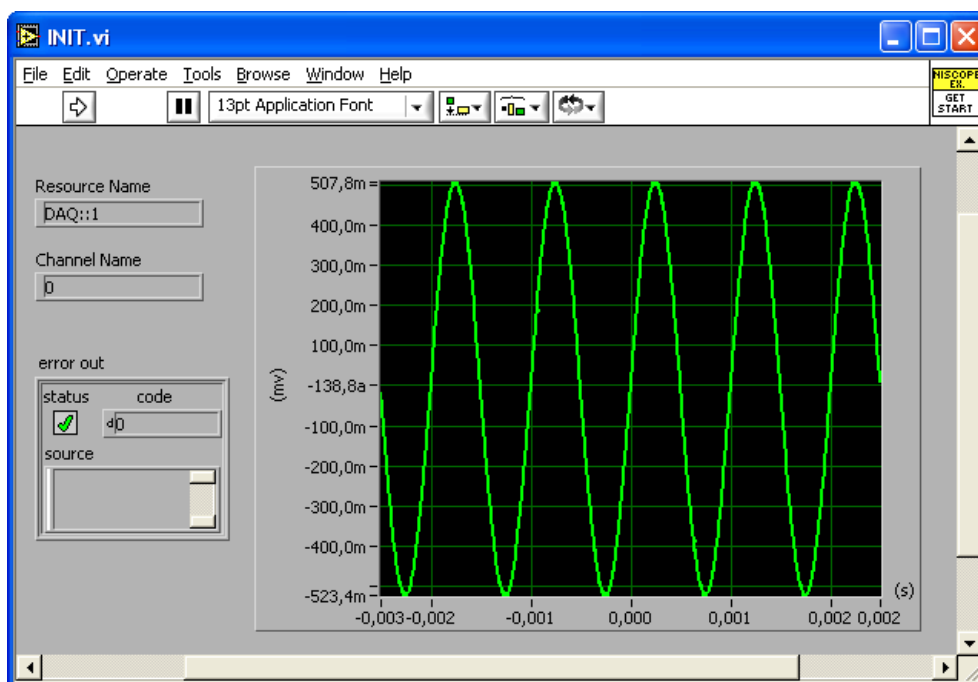 INIT.vi
File Edit Operate Tools Browse Window Help
13pt Application Font
NISCOPE
EX.
GET
START
Resource Name
DAQ::1
Channel Name
0
error out
status code
d0
source
(mv)
507,8m
400,0m
300,0m
200,0m
100,0m
-138,8a
-100,0m
-200,0m
-300,0m
-400,0m
-523,4m
-0,003 -0,002 -0,001 0,000 0,001 0,002 0,002
(s)